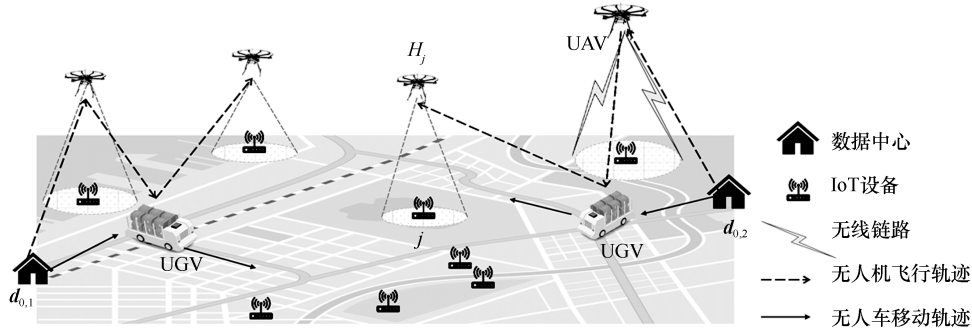 H_j
UAV
j
UGV
UGV
d_{0,1}
d_{0,2}
数据中心
IoT设备
无线链路
无人机飞行轨迹
无人车移动轨迹